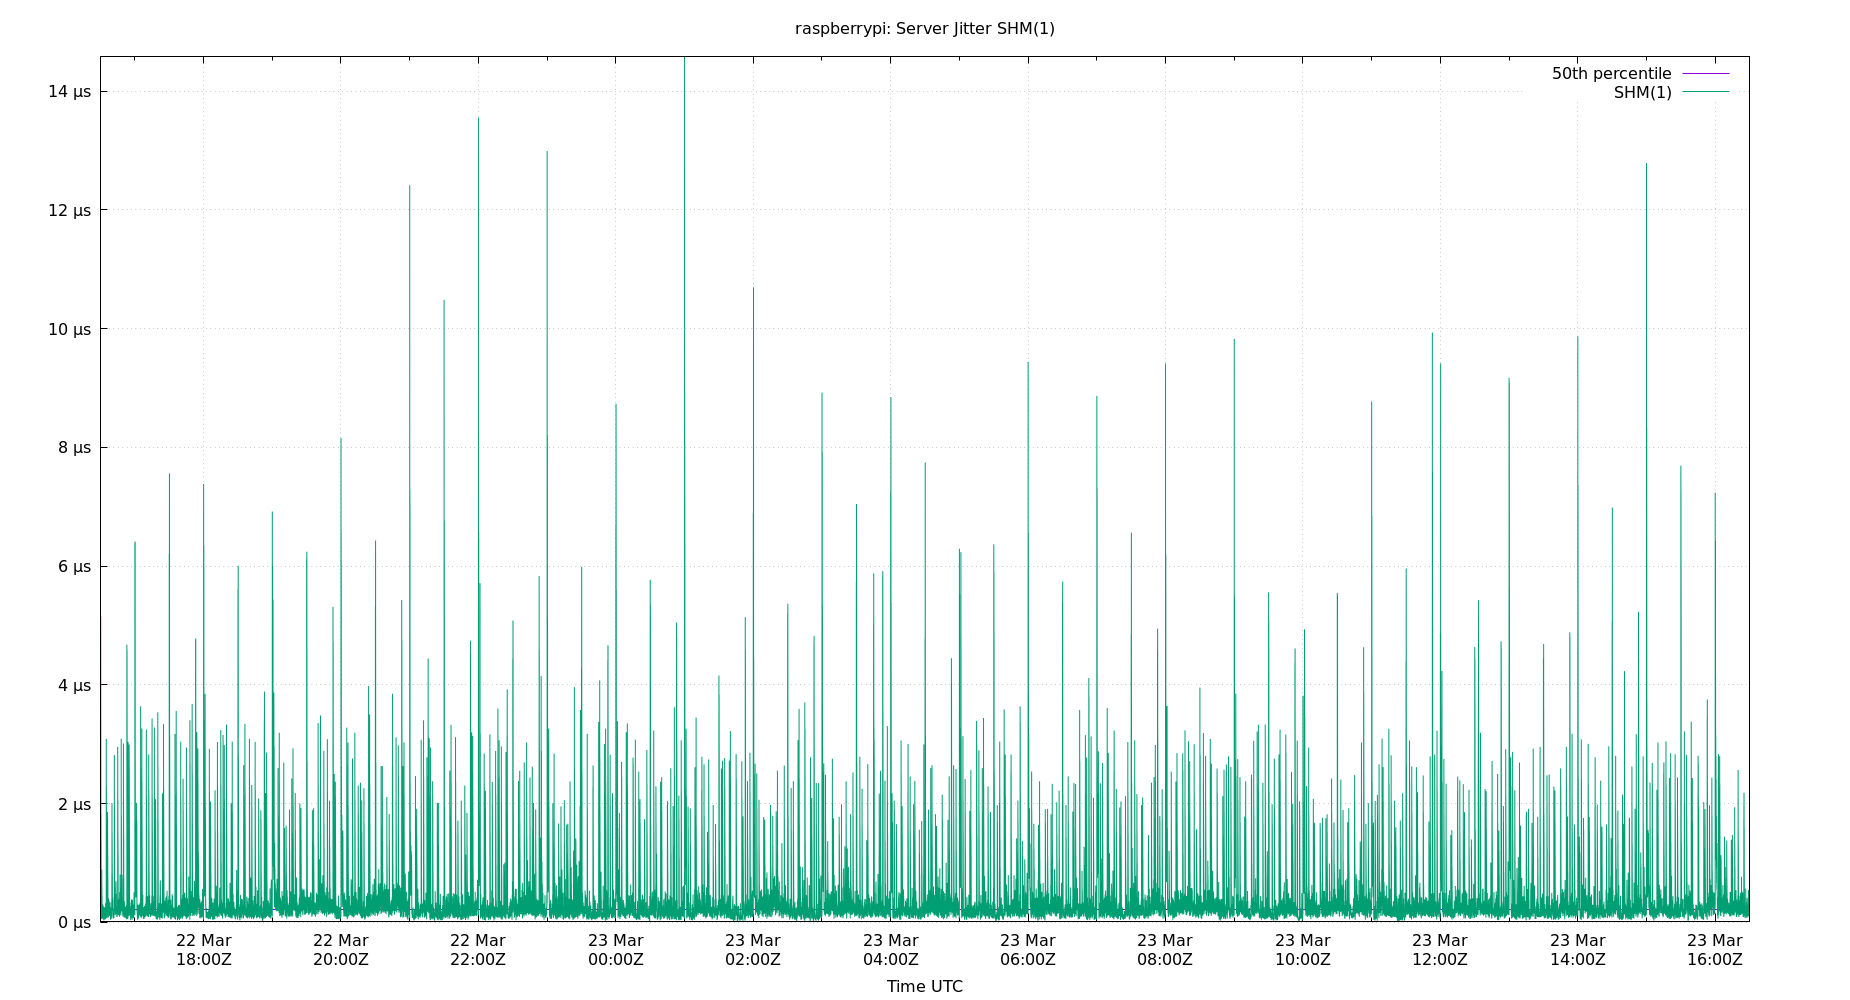 raspberrypi: Server Jitter SHM(1)
50th percentile
SHM(1)
14 µs
12 µs
10 µs
8 µs
6 µs
4 µs
2 µs
0 µs
22 Mar 22 Mar 22 Mar 23 Mar 23 Mar 23 Mar 23 Mar 23 Mar 23 Mar 23 Mar 23 Mar 23 Mar
18:00Z 20:00Z 22:00Z 00:00Z 02:00Z 04:00Z 06:00Z 08:00Z 10:00Z 12:00Z 14:00Z 16:00Z
Time UTC